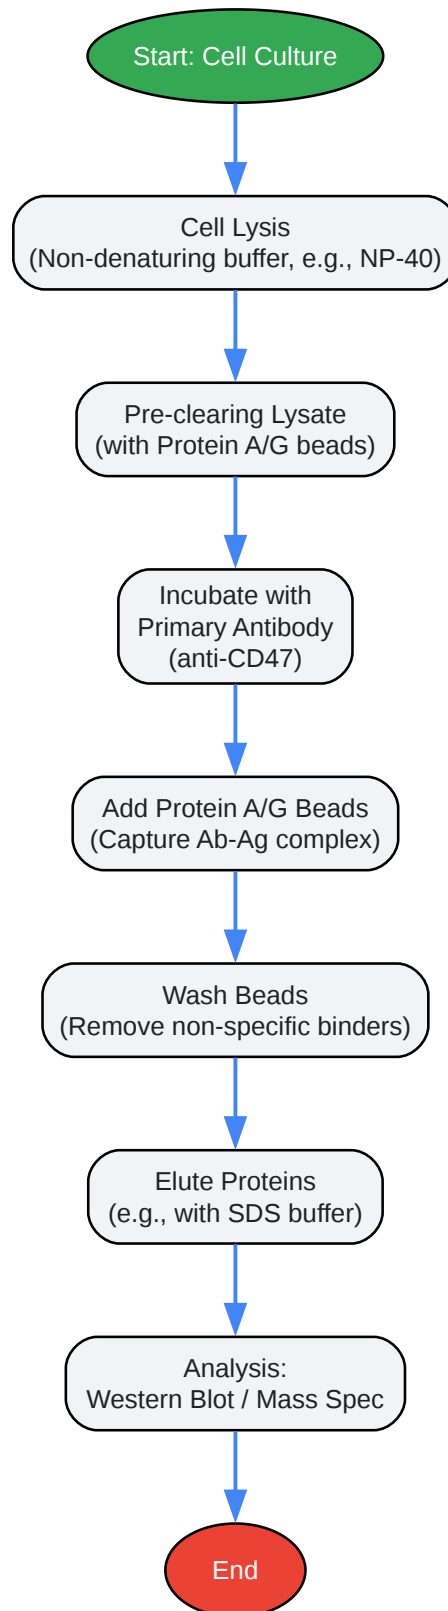 Start: Cell Culture
Cell Lysis
(Non-denaturing buffer, e.g., NP-40)
Pre-clearing Lysate
(with Protein A/G beads)
Incubate with
Primary Antibody
(anti-CD47)
Add Protein A/G Beads
(Capture Ab-Ag complex)
Wash Beads
(Remove non-specific binders)
Elute Proteins
(e.g., with SDS buffer)
Analysis:
Western Blot / Mass Spec
End